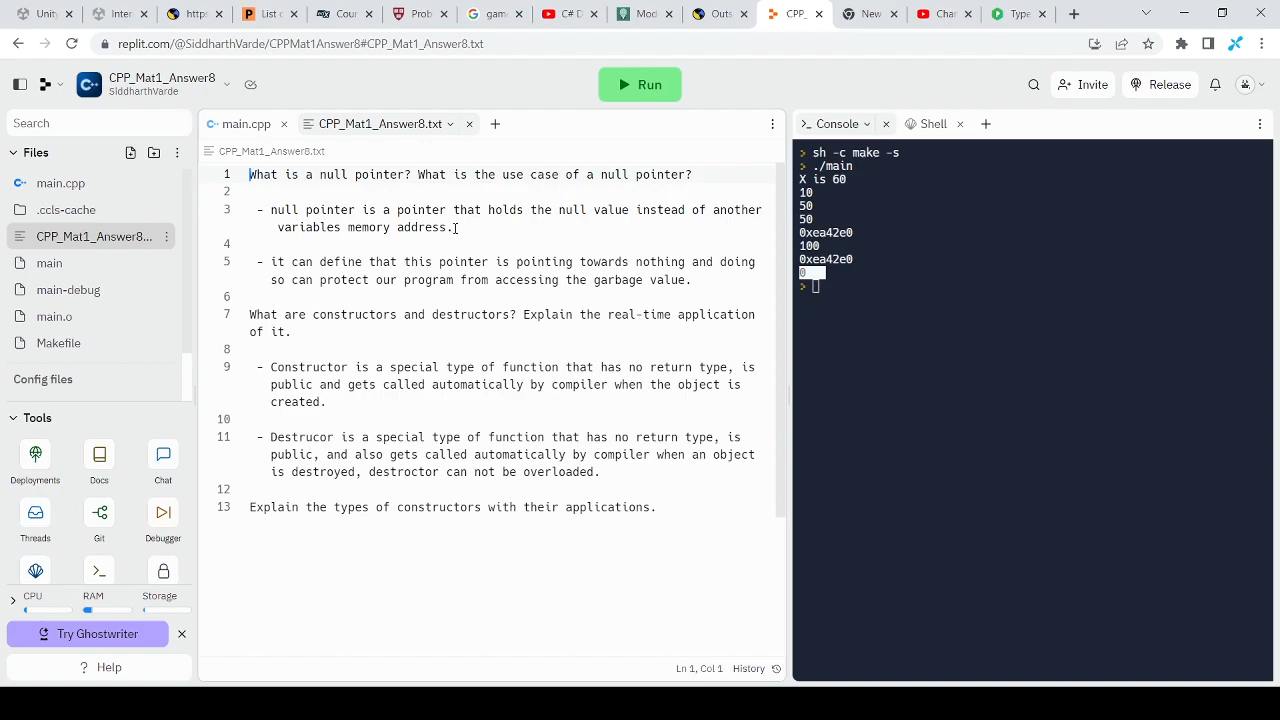 Unity
Inter
https
List o
Cour
Prob
game
C# D
Mod
Outs
CPP_
New
Char
Type
replit.com/@SiddharthVarde/CPPMat1Answer8#CPP_Mat1_Answer8.txt
CPP_Mat1_Answer8
SiddharthVarde
Run
Invite
Release
Search
Files
main.cpp
.ccls-cache
CPP_Mat1_Answer8...
main
main-debug
main.o
Makefile
Config files
Tools
Deployments
Docs
Chat
Threads
Git
Debugger
CPU
RAM
Storage
Try Ghostwriter
? Help
main.cpp
CPP_Mat1_Answer8.txt
CPP_Mat1_Answer8.txt
1 What is a null pointer? What is the use case of a null pointer?
2
3 - null pointer is a pointer that holds the null value instead of another
variables memory address.
4
5 - it can define that this pointer is pointing towards nothing and doing
so can protect our program from accessing the garbage value.
6
7 What are constructors and destructors? Explain the real-time application
of it.
8
9 - Constructor is a special type of function that has no return type, is
public and gets called automatically by compiler when the object is
created.
10
11 - Destrucor is a special type of function that has no return type, is
public, and also gets called automatically by compiler when an object
is destroyed, destroctor can not be overloaded.
12
13 Explain the types of constructors with their applications.
Ln 1, Col 1
History
Console
Shell
> sh -c make -s
> ./main
X is 60
10
50
50
0xea42e0
100
0xea42e0
0
>